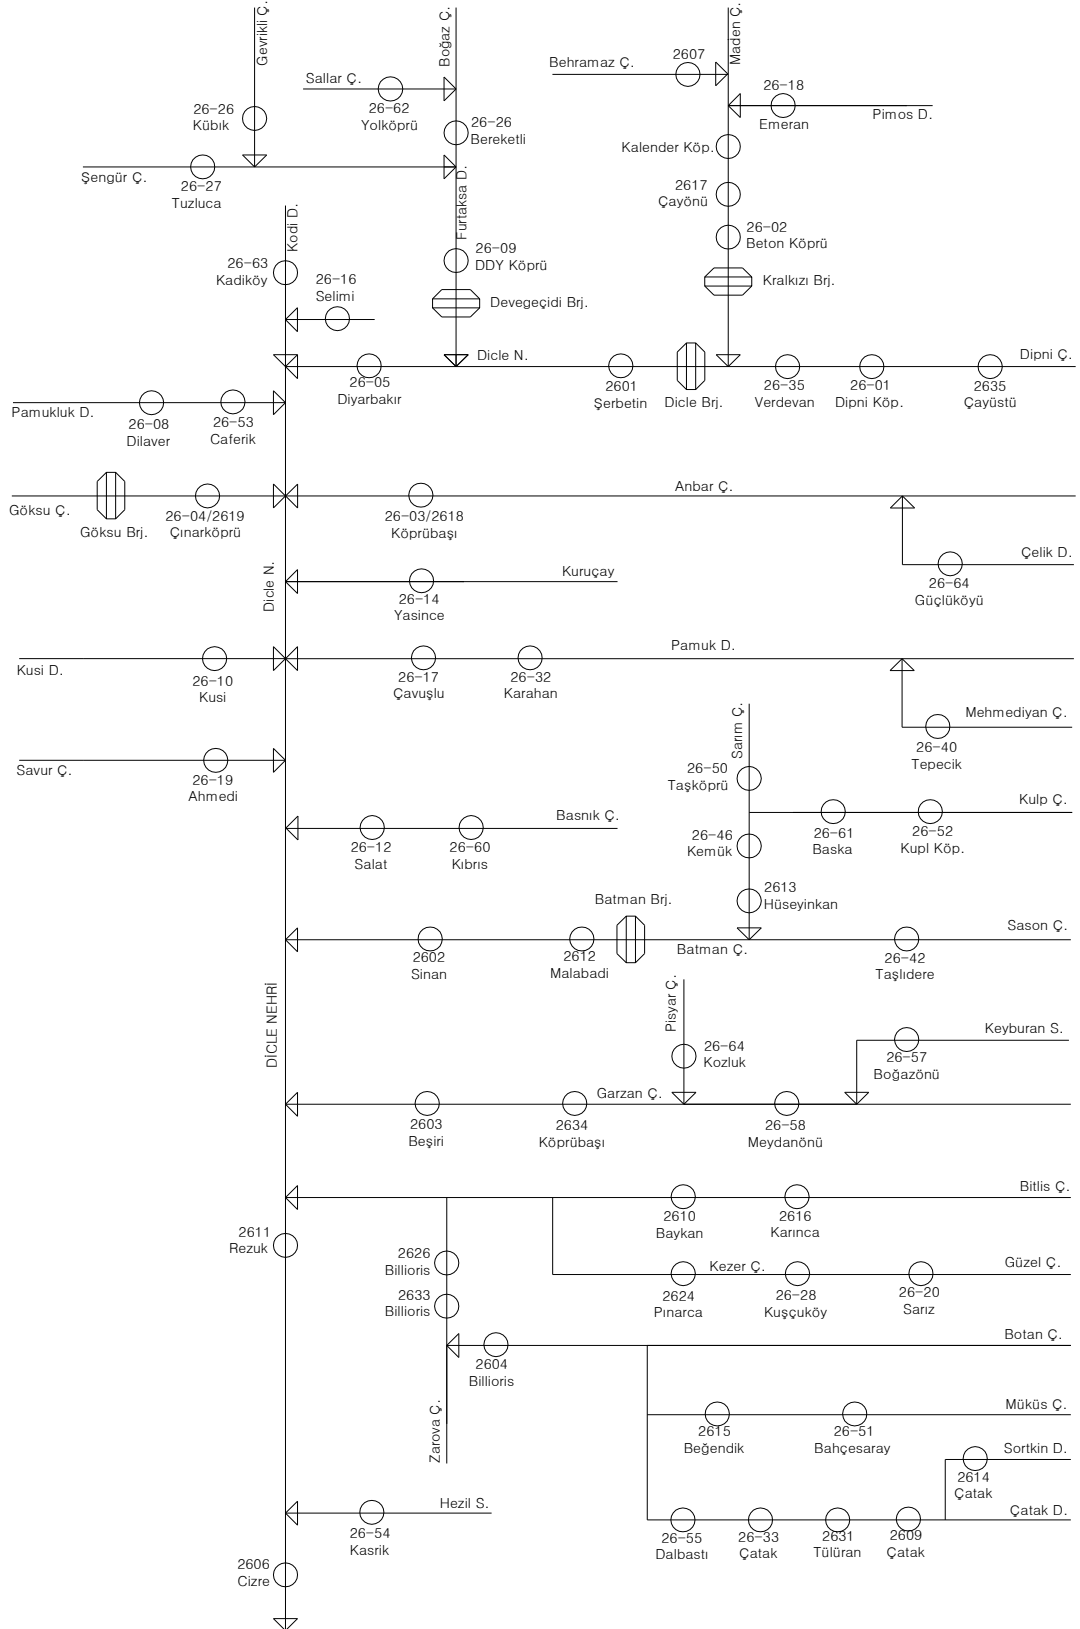 Gevrikli Ç.
Boğaz Ç.
Maden Ç.
Behramaz Ç.
2607
Sallar Ç.
26-62
Yolköprü
26-18
Emeran
Pimos D.
26-26
Kübik
26-26
Bereketli
Kalender Köp.
Şengür Ç.
26-27
Tuzluca
Furtaksa D.
2617
Çayönü
Kodi D.
26-02
Beton Köprü
26-09
DDY Köprü
26-63
Kadiköy
26-16
Selimi
Devegeçidi Brj.
Kralkızı Brj.
Dicle N.
Dipni Ç.
26-05
Diyarbakır
2601
Şerbetin
Dicle Brj.
26-35
Verdevan
26-01
Dipni Köp.
2635
Çayüstü
Pamukluk D.
26-08
Dilaver
26-53
Caferik
Göksu Ç.
Göksu Brj.
26-04/2619
Çınarköprü
26-03/2618
Köprübaşı
Anbar Ç.
Çelik D.
26-64
Güçlüköyü
Dicle N.
Kuruçay
26-14
Yasince
Kusi D.
26-10
Kusi
26-17
Çavuşlu
26-32
Karahan
Pamuk D.
Mehmediyan Ç.
26-40
Tepecik
Savur Ç.
26-19
Ahmedi
Sarım Ç.
26-50
Taşköprü
Kulp Ç.
26-61
Baska
26-52
Kupl Köp.
26-46
Kemük
Basnık Ç.
26-12
Salat
26-60
Kıbrıs
2613
Hüseyinkan
Batman Brj.
Batman Ç.
Sason Ç.
2602
Sinan
2612
Malabadi
26-42
Taşlıdere
DİCLE NEHRİ
Pisyar Ç.
26-64
Kozluk
Keyburan S.
26-57
Boğazönü
Garzan Ç.
2603
Beşiri
2634
Köprübaşı
26-58
Meydanönü
Bitlis Ç.
2610
Baykan
2616
Karınca
2611
Rezuk
2626
Billioris
2633
Billioris
Kezer Ç.
Güzel Ç.
2624
Pınarca
26-28
Kuşçuköy
26-20
Sarız
Botan Ç.
2604
Billioris
Zarova Ç.
Müküs Ç.
2615
Beğendik
26-51
Bahçesaray
Sortkin D.
2614
Çatak
Çatak D.
26-55
Dalbastı
26-33
Çatak
2631
Tülüran
2609
Çatak
Hezil S.
26-54
Kasrik
2606
Cizre